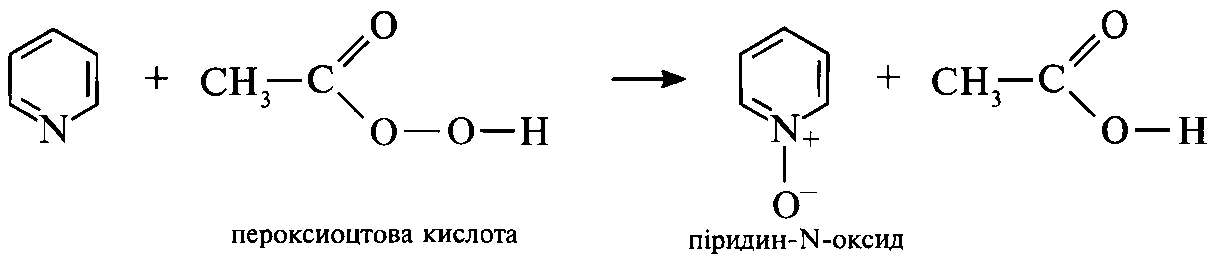 N + CH₃—C O O—O—H → N+ O− + CH₃—C O O—H
пероксиоцтова кислота піридин-N-оксид